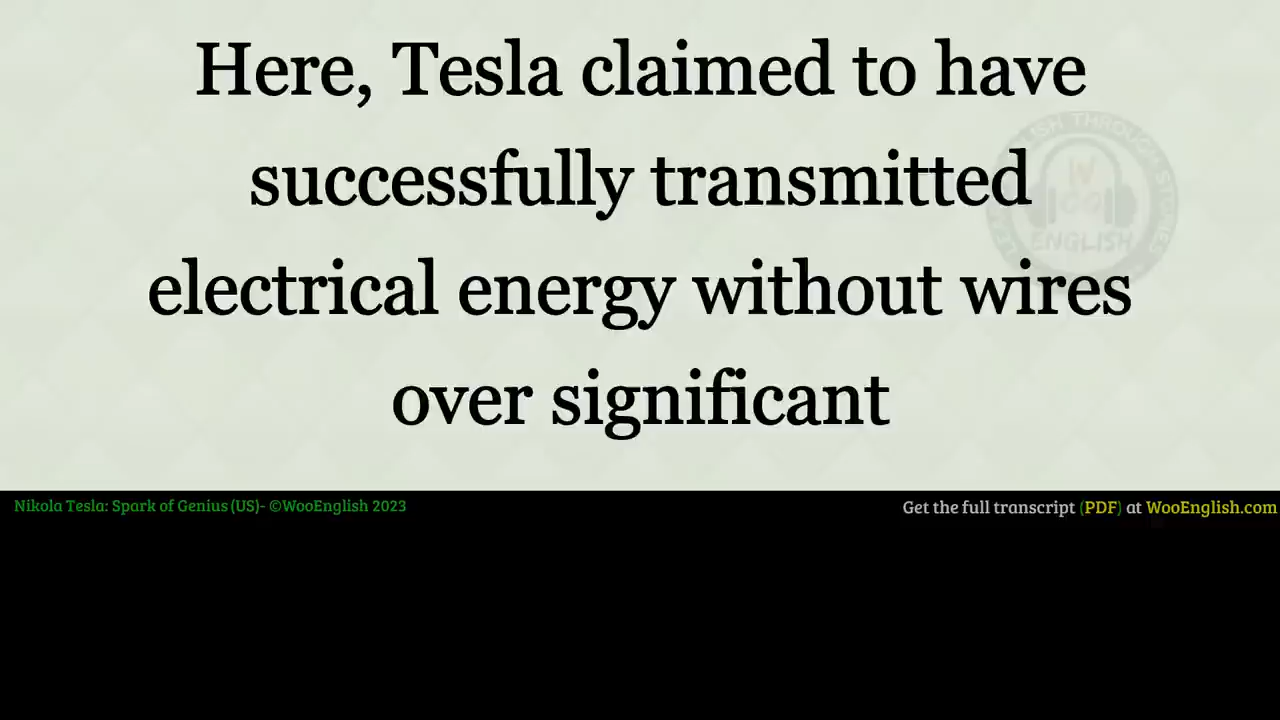 Here, Tesla claimed to have
successfully transmitted
electrical energy without wires
over significant
ENGLISH
Nikola Tesla: Spark of Genius (US)- ©WooEnglish 2023
Get the full transcript (PDF) at WooEnglish.com